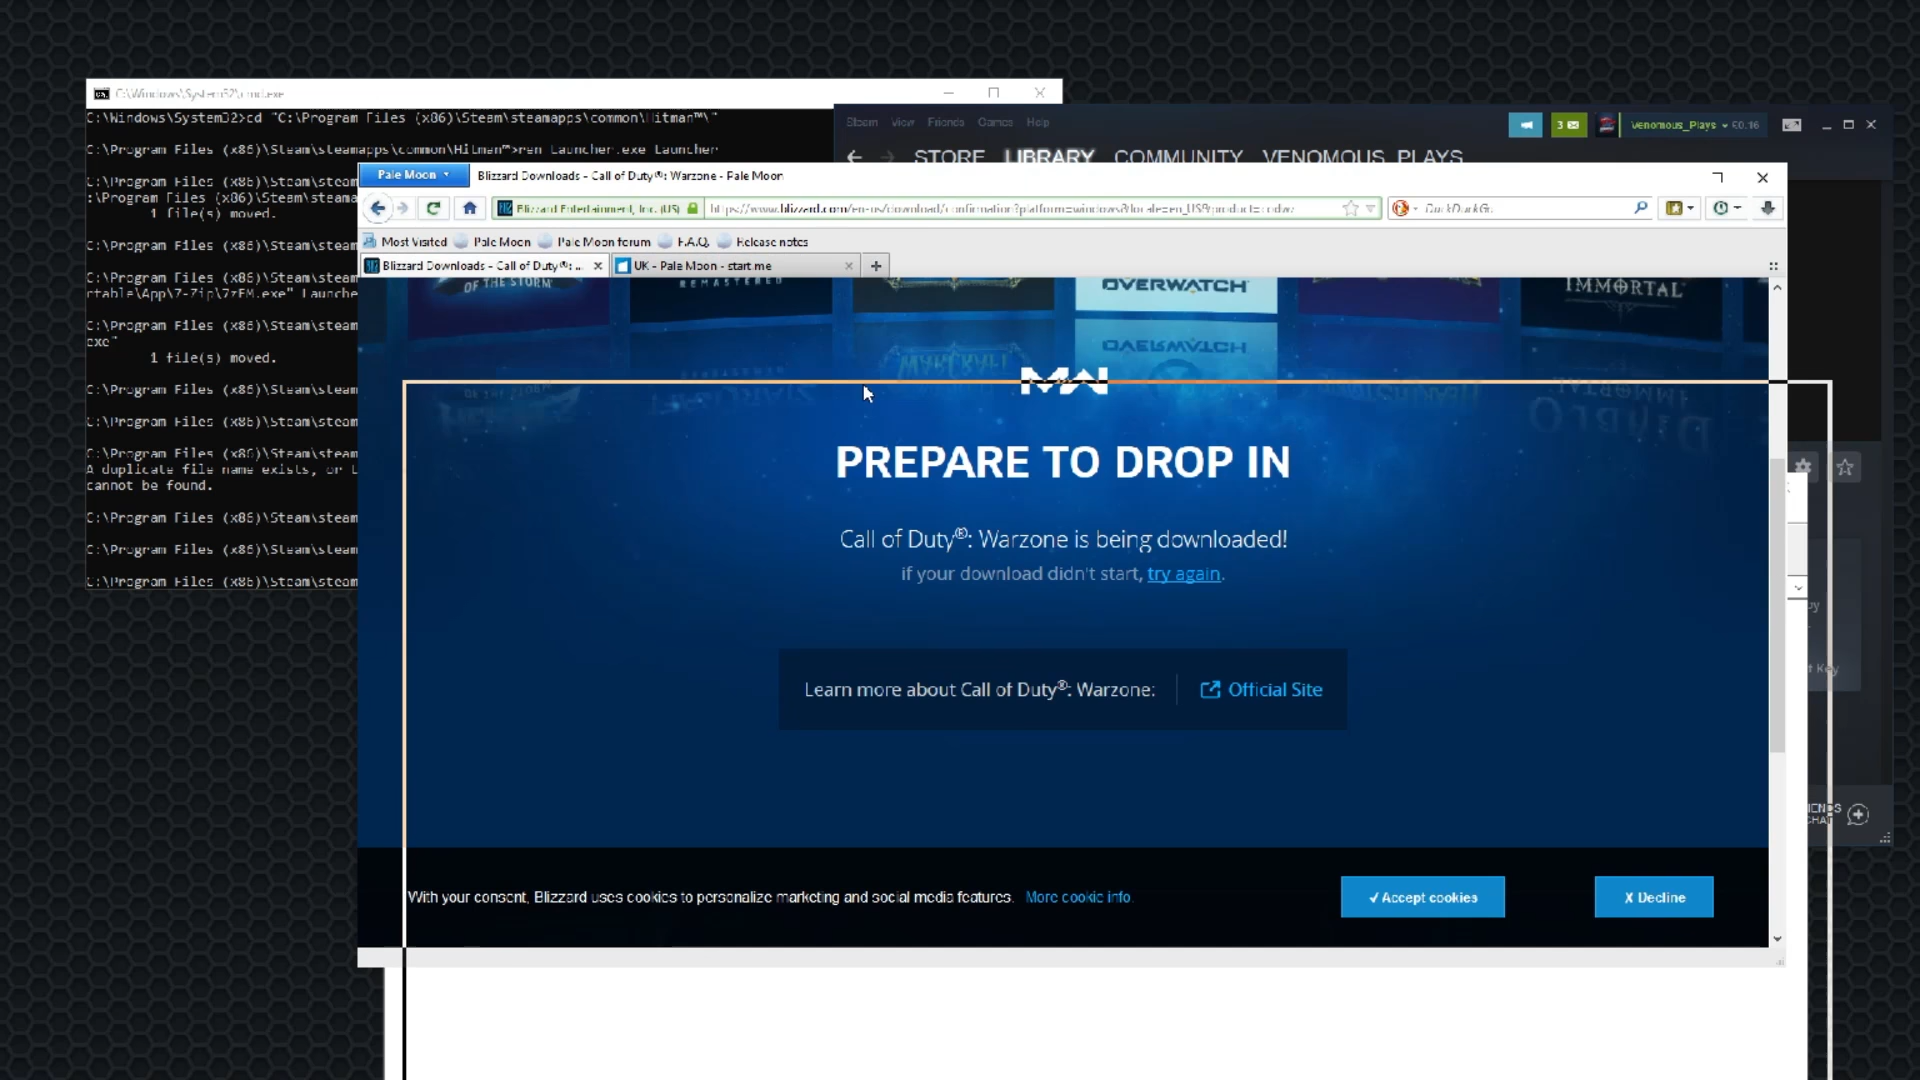 C:\Windows\System32\cmd.exe
C:\Windows\System32>cd "C:\Program Files (x86)\Steam\steamapps\common\Hitman™\"
C:\Program Files (x86)\Steam\steamapps\common\Hitman™>ren Launcher.exe Launcher
C:\Program Files (x86)\Steam\steam
:\Program Files (x86)\Steam\steama
1 file(s) moved.
C:\Program Files (x86)\Steam\steam
C:\Program Files (x86)\Steam\steam
rtable\App\7-Zip\7zFM.exe" Launche
C:\Program Files (x86)\Steam\steam
exe"
1 file(s) moved.
C:\Program Files (x86)\Steam\steam
C:\Program Files (x86)\Steam\steam
C:\Program Files (x86)\Steam\steam
A duplicate file name exists, or
cannot be found.
C:\Program Files (x86)\Steam\steam
C:\Program Files (x86)\Steam\steam
C:\Program Files (x86)\Steam\steam
Steam View Friends Games Help
3
Venomous_Plays
€0.16
STORE LIBRARY COMMUNITY VENOMOUS_PLAYS
Pale Moon
Blizzard Downloads - Call of Duty®: Warzone - Pale Moon
Blizzard Entertainment, Inc. (US)
https://www.blizzard.com/en-us/download/confirmation?platform=windows&locale=en_US&product=codwz
DuckDuckGo
Most Visited Pale Moon Pale Moon forum F.A.Q. Release notes
Blizzard Downloads - Call of Duty®: ...
UK - Pale Moon - start.me
OF THE STORM
REMASTERED
OVERWATCH
IMMORTAL
MW
PREPARE TO DROP IN
Call of Duty®: Warzone is being downloaded!
if your download didn't start, try again.
Learn more about Call of Duty®: Warzone:
Official Site
With your consent, Blizzard uses cookies to personalize marketing and social media features. More cookie info.
✓ Accept cookies
X Decline
Key
CHAT